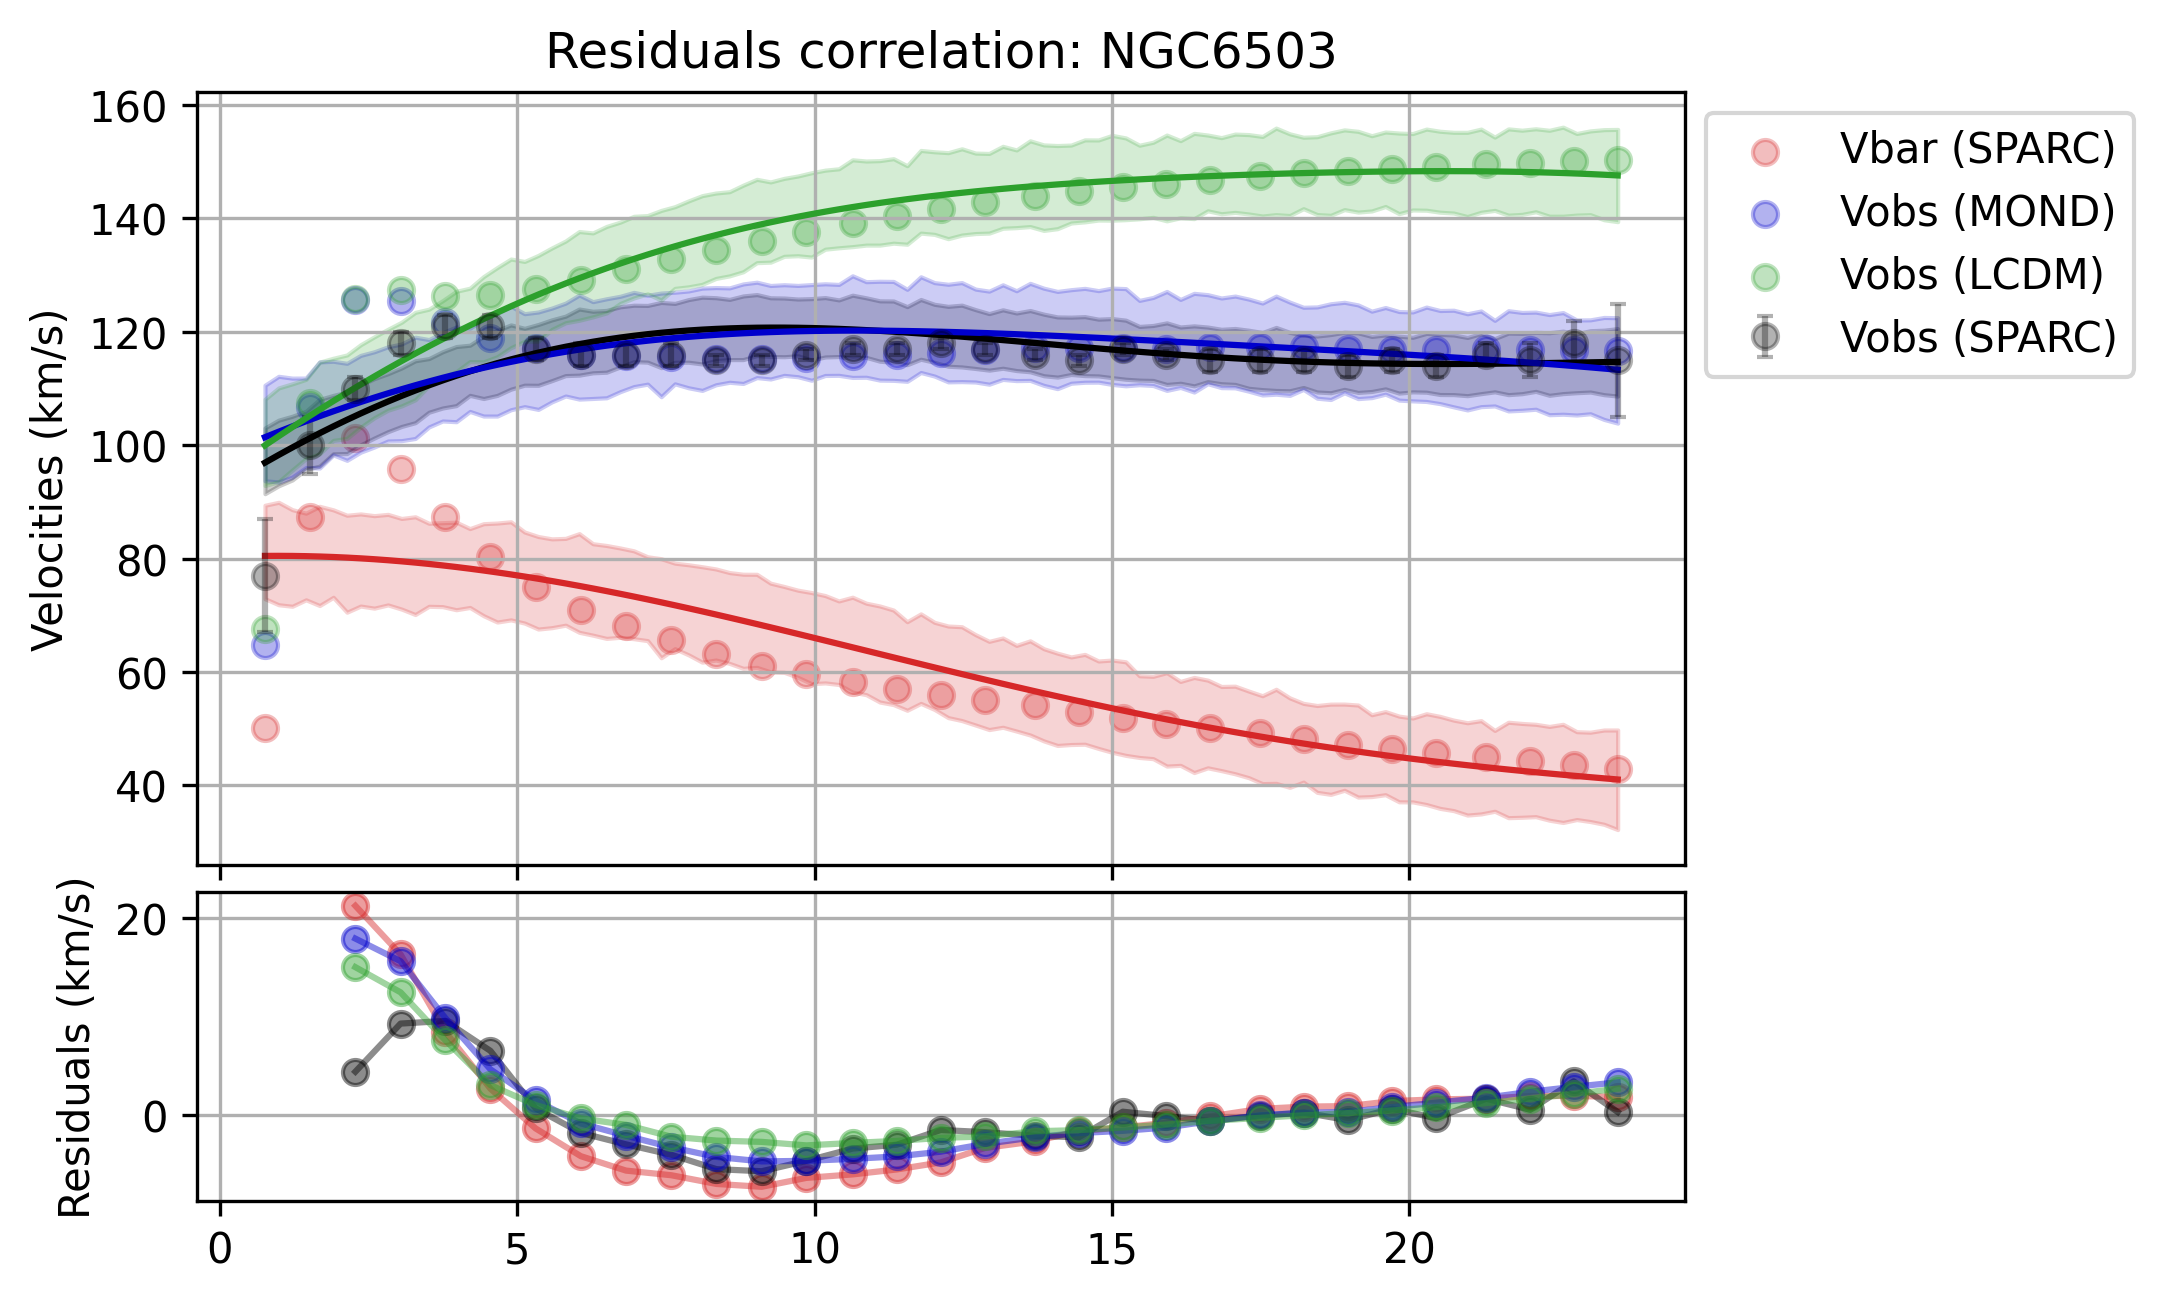 Residuals correlation: NGC6503
160
140
120
100
80
60
40
Velocities (km/s)
Vbar (SPARC)
Vobs (MOND)
Vobs (LCDM)
Vobs (SPARC)
20
0
Residuals (km/s)
0 5 10 15 20